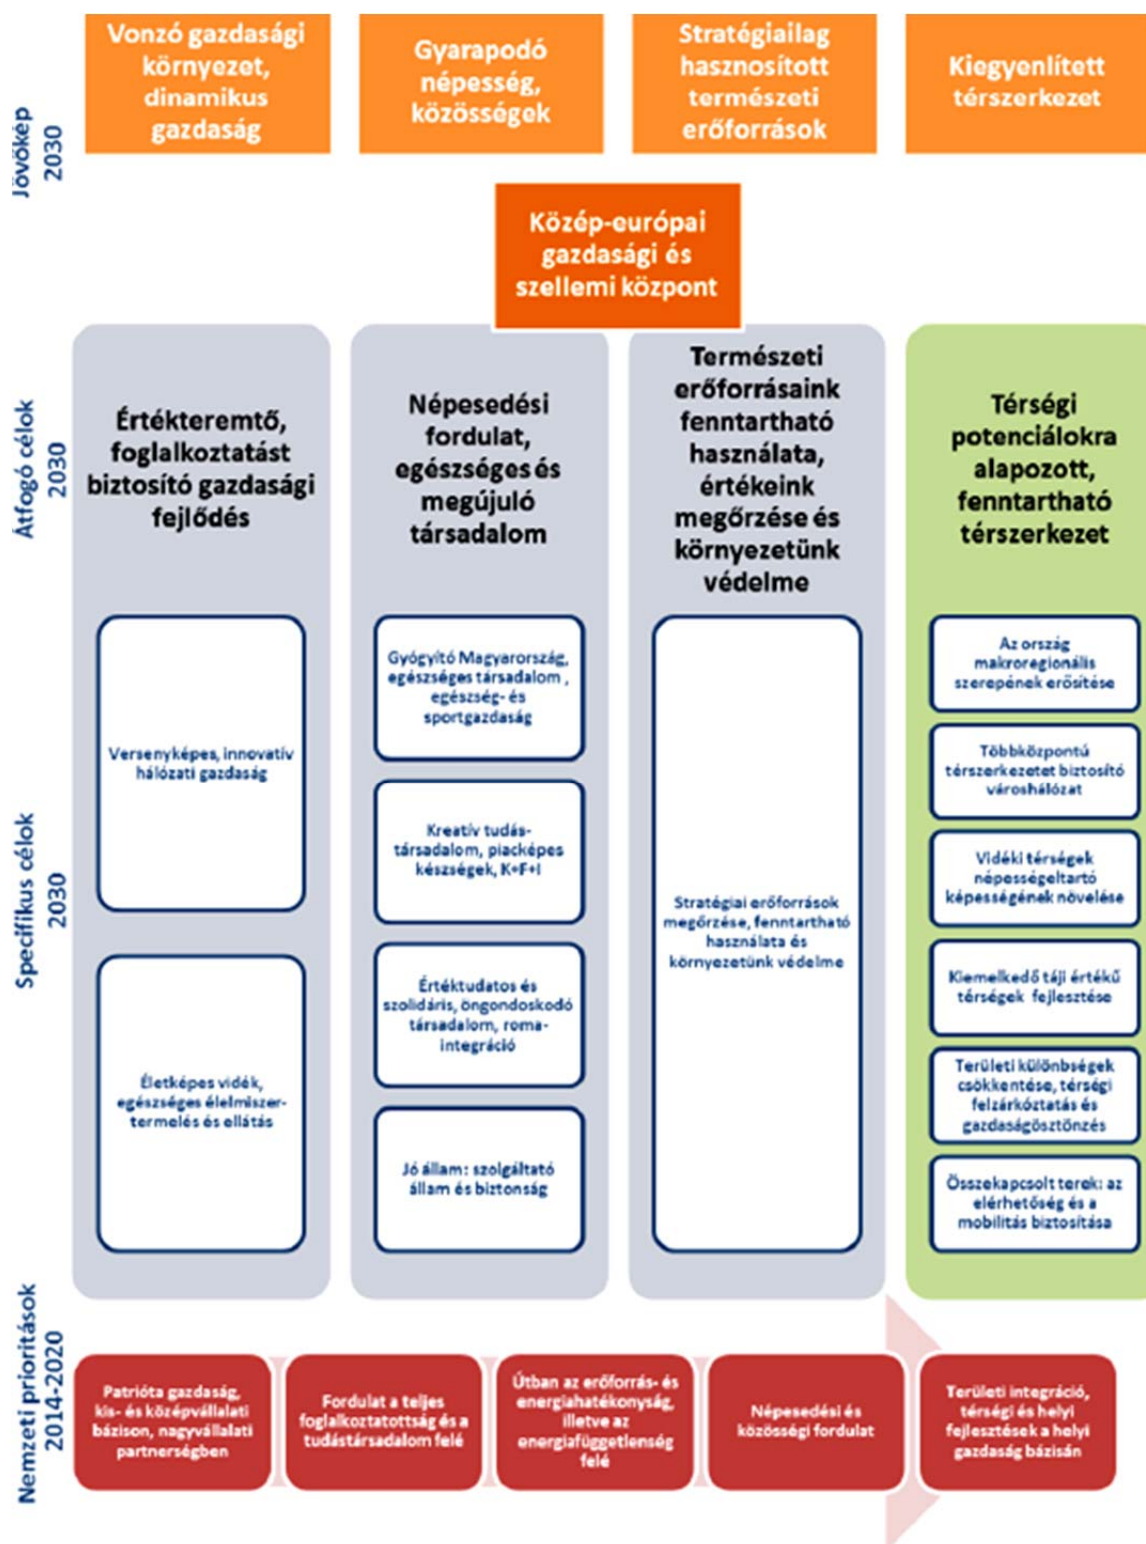 Jövőkép
2030
Vonzó gazdasági
környezet,
dinamikus
gazdaság
Gyarapodó
népesség,
közösségek
Stratégiailag
hasznosított
természeti
erőforrások
Kiegyenlített
térszerkezet
Közép-európai
gazdasági és
szellemi központ
Átfogó célok
2030
Értékteremtő,
foglalkoztatást
biztosító gazdasági
fejlődés
Népesedési
fordulat,
egészséges és
megújuló
társadalom
Természeti
erőforrásaink
fenntartható
használata,
értékeink
megőrzése és
környezetünk
védelme
Térségi
potenciálokra
alapozott,
fenntartható
térszerkezet
Specifikus célok
2030
Versenyképes, innovatív
hálózati gazdaság
Életképes vidék,
egészséges élelmiszer-
termelés és ellátás
Gyógyító Magyarország,
egészséges társadalom ,
egészség- és
sportgazdaság
Kreatív tudás-
társadalom, piacképes
készségek, K+F+I
Értéktudatos és
szolidáris, öngondoskodó
társadalom, roma-
integráció
Jó állam: szolgáltató
állam és biztonság
Stratégiai erőforrások
megőrzése, fenntartható
használata és
környezetünk védelme
Az ország
makroregionális
szerepének erősítése
Többközpontú
térszerkezetet biztosító
városhálózat
Vidéki térségek
népességeltartó
képességének növelése
Kiemelkedő táji értékű
térségek fejlesztése
Területi különbségek
csökkentése, térségi
felzárkóztatás és
gazdaságösztönzés
Összekapcsolt terek: az
elérhetőség és a
mobilitás biztosítása
Nemzeti prioritások
2014-2020
Patrióta gazdaság,
kis- és középvállalati
bázison, nagyvállalati
partnerségben
Fordulat a teljes
foglalkoztatottság és a
tudástársadalom felé
Útban az erőforrás- és
energiahatékonyság,
illetve az
energiafüggetlenség
felé
Népesedési és
közösségi fordulat
Területi integráció,
térségi és helyi
fejlesztések a helyi
gazdaság bázisán